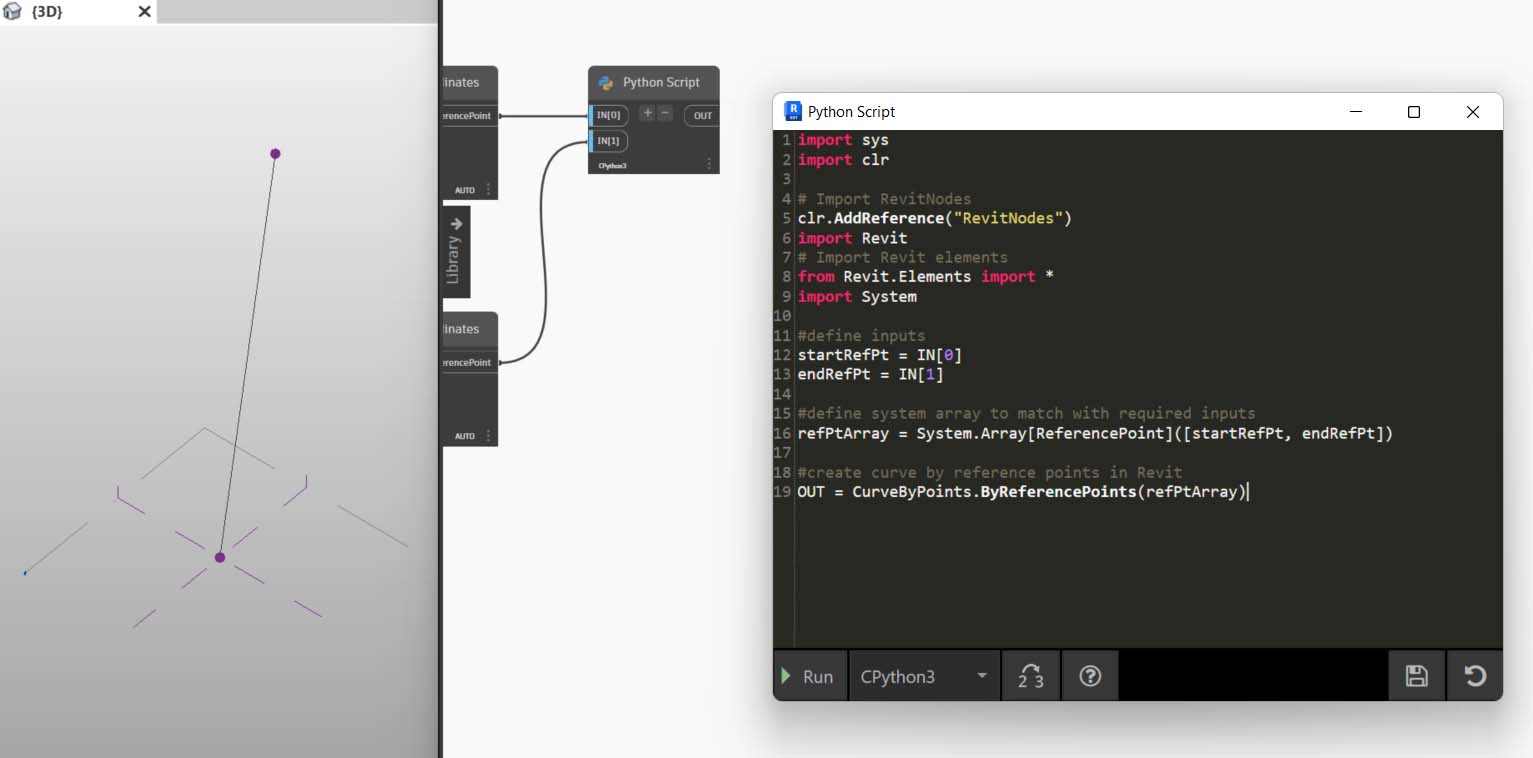 {3D}
inates
erencePoint
AUTO
Library
inates
erencePoint
AUTO
Python Script
IN[0]
+ -
OUT
IN[1]
CPython3
Python Script
1 import sys
2 import clr
3
4 # Import RevitNodes
5 clr.AddReference("RevitNodes")
6 import Revit
7 # Import Revit elements
8 from Revit.Elements import *
9 import System
10
11 #define inputs
12 startRefPt = IN[0]
13 endRefPt = IN[1]
14
15 #define system array to match with required inputs
16 refPtArray = System.Array[ReferencePoint]([startRefPt, endRefPt])
17
18 #create curve by reference points in Revit
19 OUT = CurveByPoints.ByReferencePoints(refPtArray)
Run
CPython3
2 3
?